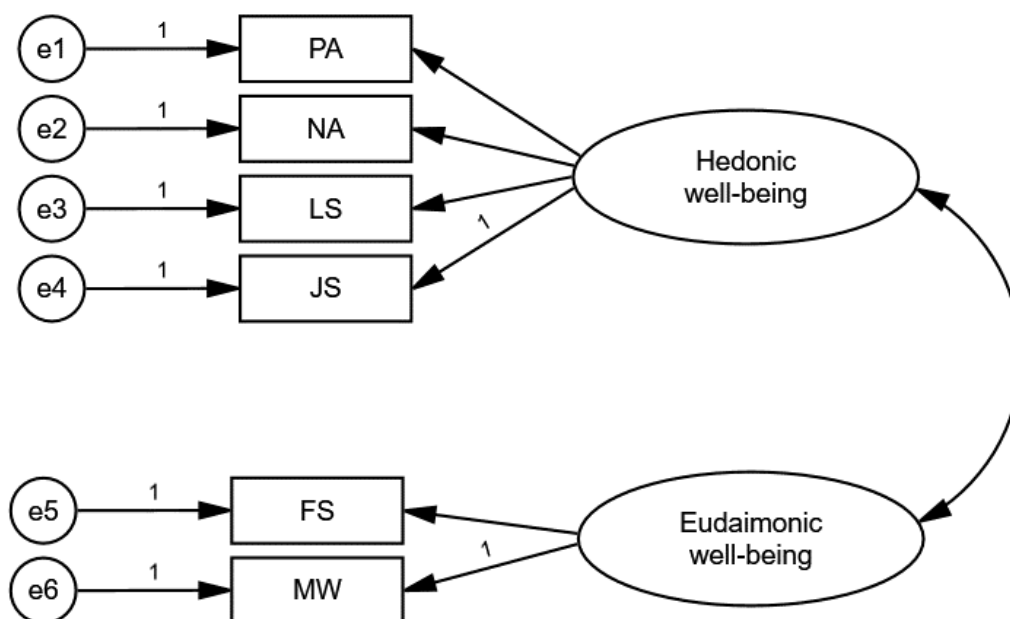 e1
1
PA
e2
1
NA
e3
1
LS
e4
1
JS
1
Hedonic
well-being
e5
1
FS
e6
1
MW
1
Eudaimonic
well-being